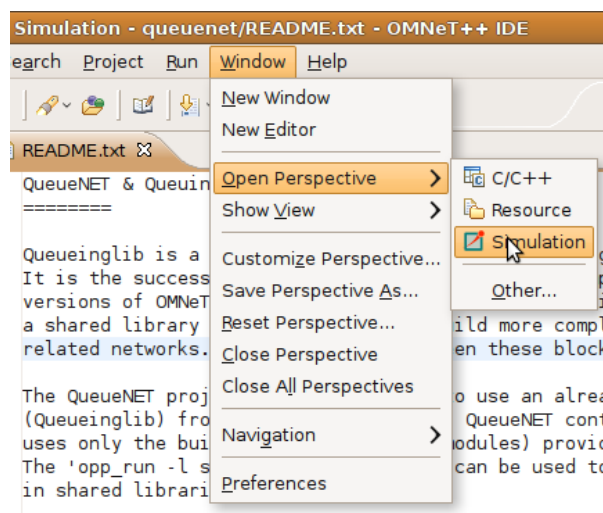 Simulation - queuenet/README.txt - OMNeT++ IDE
earch Project Run Window Help
README.txt
New Window
New Editor
Open Perspective
Show View
Customize Perspective...
Save Perspective As...
Reset Perspective...
Close Perspective
Close All Perspectives
Navigation
Preferences
C/C++
Resource
Simulation
Other...
QueueNET & Queuin
========
Queueinglib is a
It is the success
versions of OMNeT
a shared library ild more compl
related networks. en these block
The QueueNET proj o use an alrea
(Queueinglib) fro QueueNET cont
uses only the bui modules) provid
The 'opp_run -l s can be used to
in shared librari